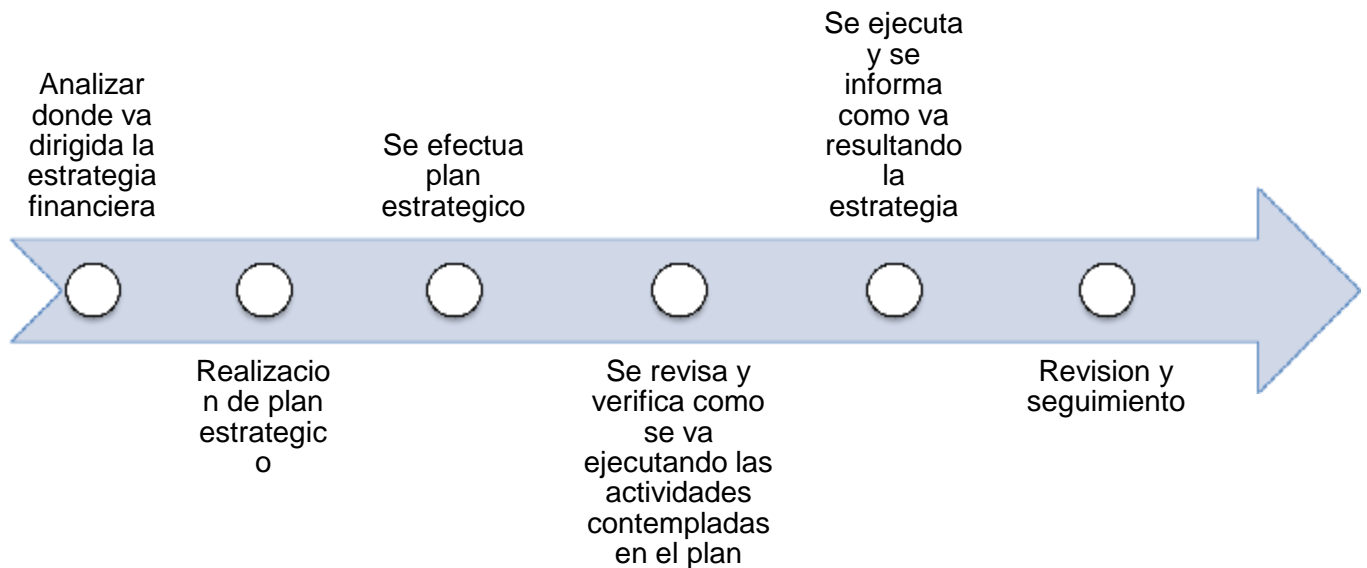 Analizar
donde va
dirigida la
estrategia
financiera
Realizacio
n de plan
estrategic
o
Se efectua
plan
estrategico
Se revisa y
verifica como
se va
ejecutando las
actividades
contempladas
en el plan
Se ejecuta
y se
informa
como va
resultando
la
estrategia
Revision y
seguimiento